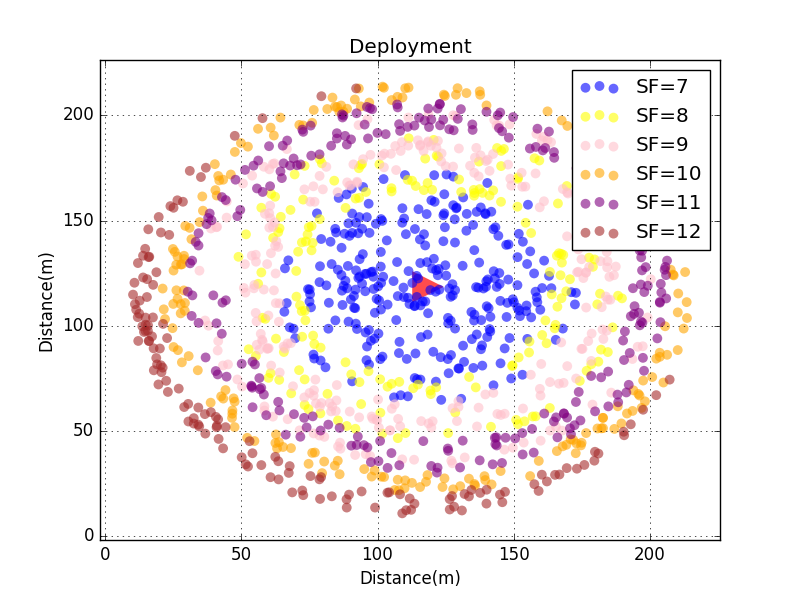 Deployment
SF=7
SF=8
SF=9
SF=10
SF=11
SF=12
200
150
100
50
0
Distance(m)
0 50 100 150 200
Distance(m)